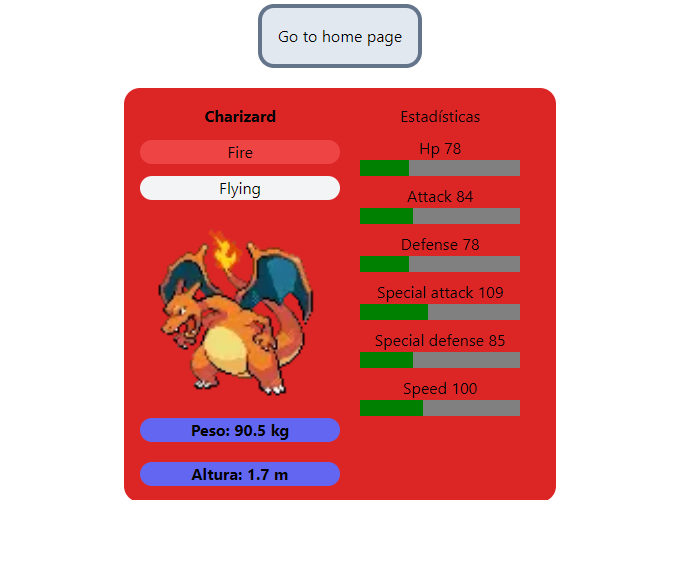 Go to home page
Charizard
Fire
Flying
Peso: 90.5 kg
Altura: 1.7 m
Estadísticas
Hp 78
Attack 84
Defense 78
Special attack 109
Special defense 85
Speed 100